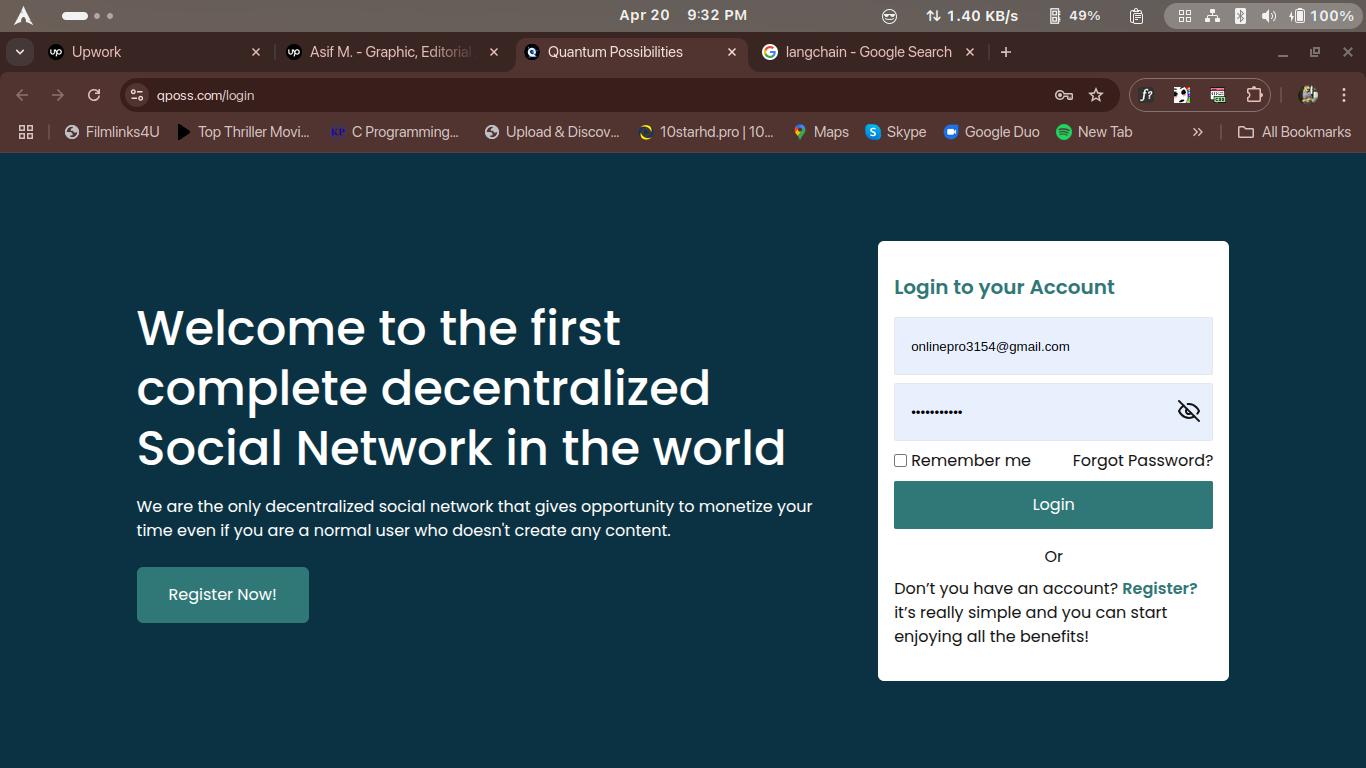 Apr 20 9:32 PM
1.40 KB/s
49%
100%
Upwork
Asif M. - Graphic, Editorial
Quantum Possibilities
langchain - Google Search
qposs.com/login
Filmlinks4U
Top Thriller Movi...
C Programming...
Upload & Discov...
10starhd.pro | 10...
Maps
Skype
Google Duo
New Tab
All Bookmarks
Welcome to the first
complete decentralized
Social Network in the world
We are the only decentralized social network that gives opportunity to monetize your
time even if you are a normal user who doesn't create any content.
Register Now!
Login to your Account
onlinepro3154@gmail.com
Remember me
Forgot Password?
Login
Or
Don’t you have an account? Register?
it’s really simple and you can start
enjoying all the benefits!